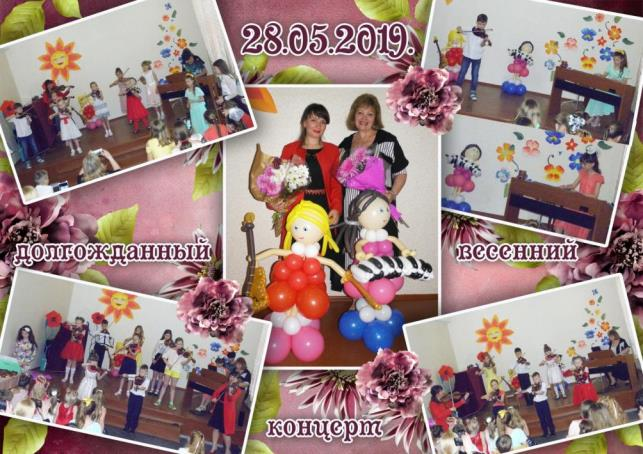 28.05.2019.
долгожданный
весенний
концерт